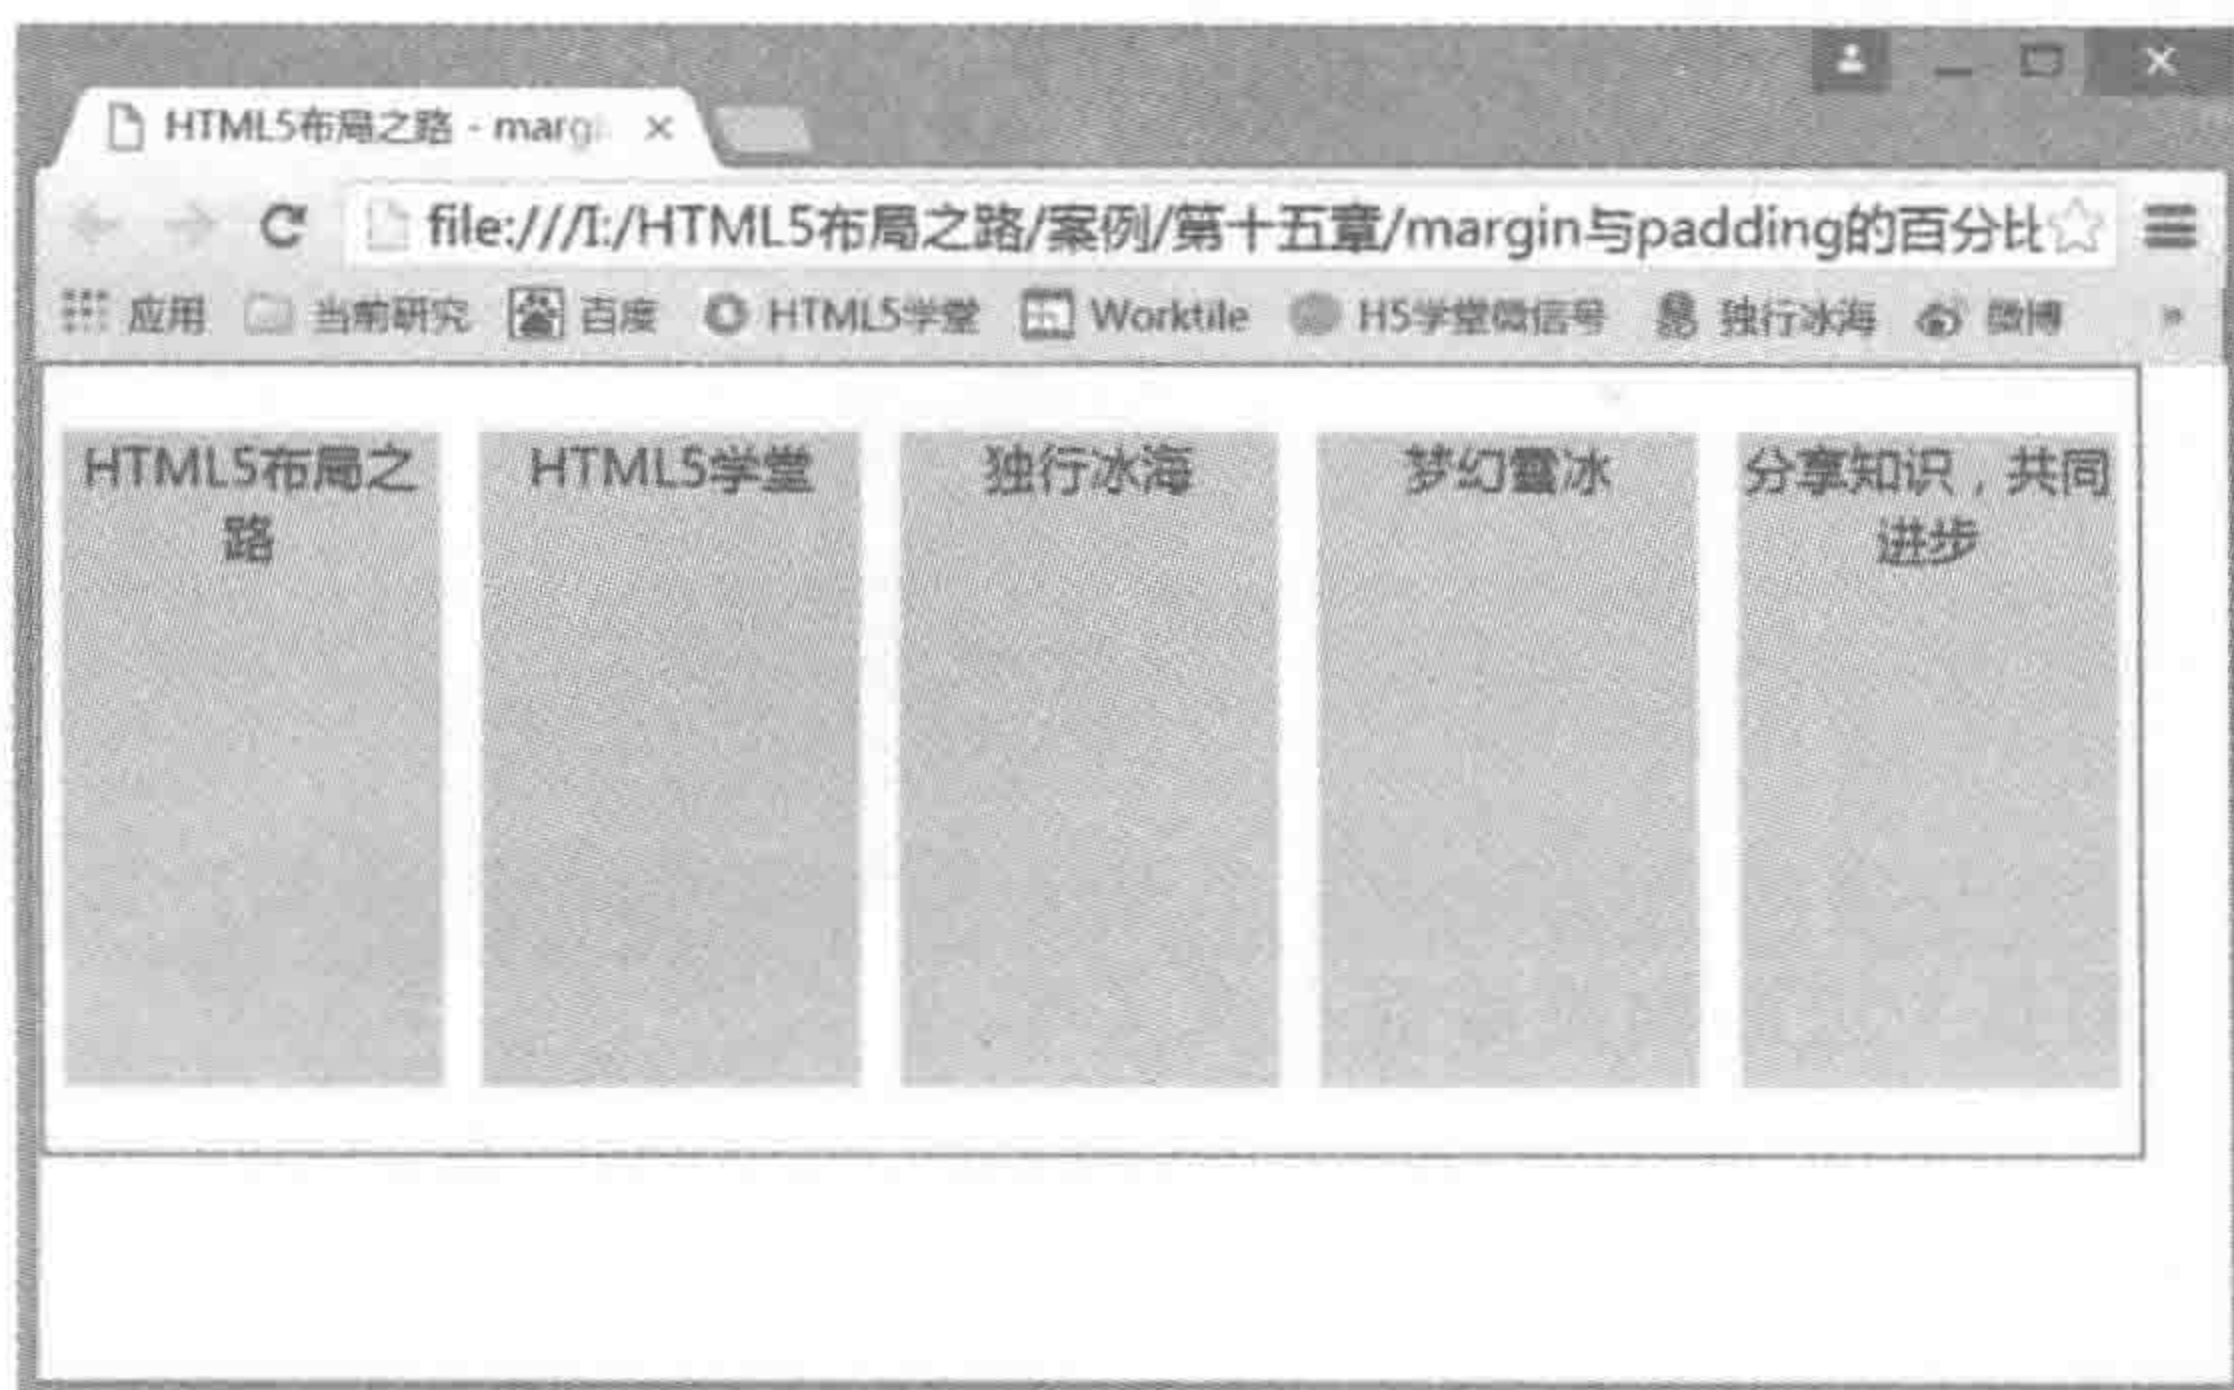 HTML5布局之路 - margi
file:///I:/HTML5布局之路/案例/第十五章/margin与padding的百分比
应用 当前研究 百度 HTML5学堂 Worktile H5学堂微信号 独行冰海 微博 »
HTML5布局之
路
HTML5学堂
独行冰海
梦幻雪冰
分享知识，共同
进步